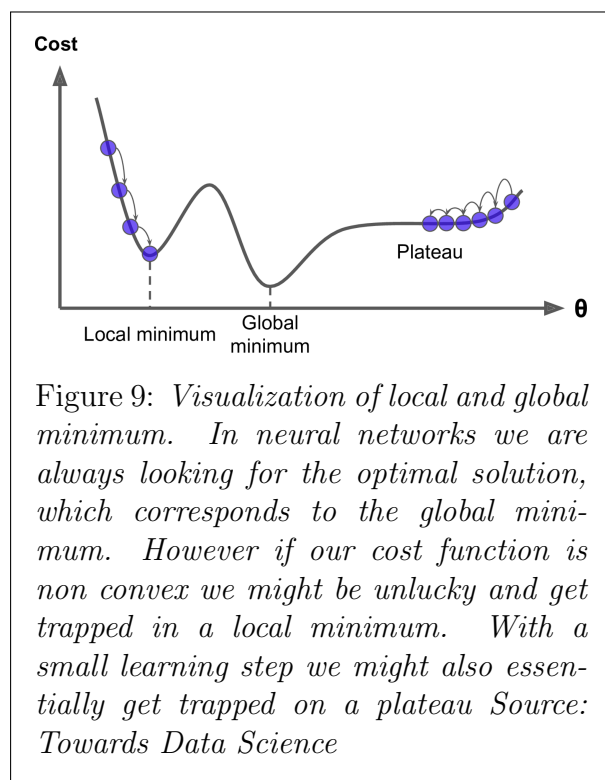 Cost
Plateau
θ
Local minimum
Global
minimum
Figure 9: Visualization of local and global
minimum. In neural networks we are
always looking for the optimal solution,
which corresponds to the global mini-
mum. However if our cost function is
non convex we might be unlucky and get
trapped in a local minimum. With a
small learning step we might also essen-
tially get trapped on a plateau Source:
Towards Data Science